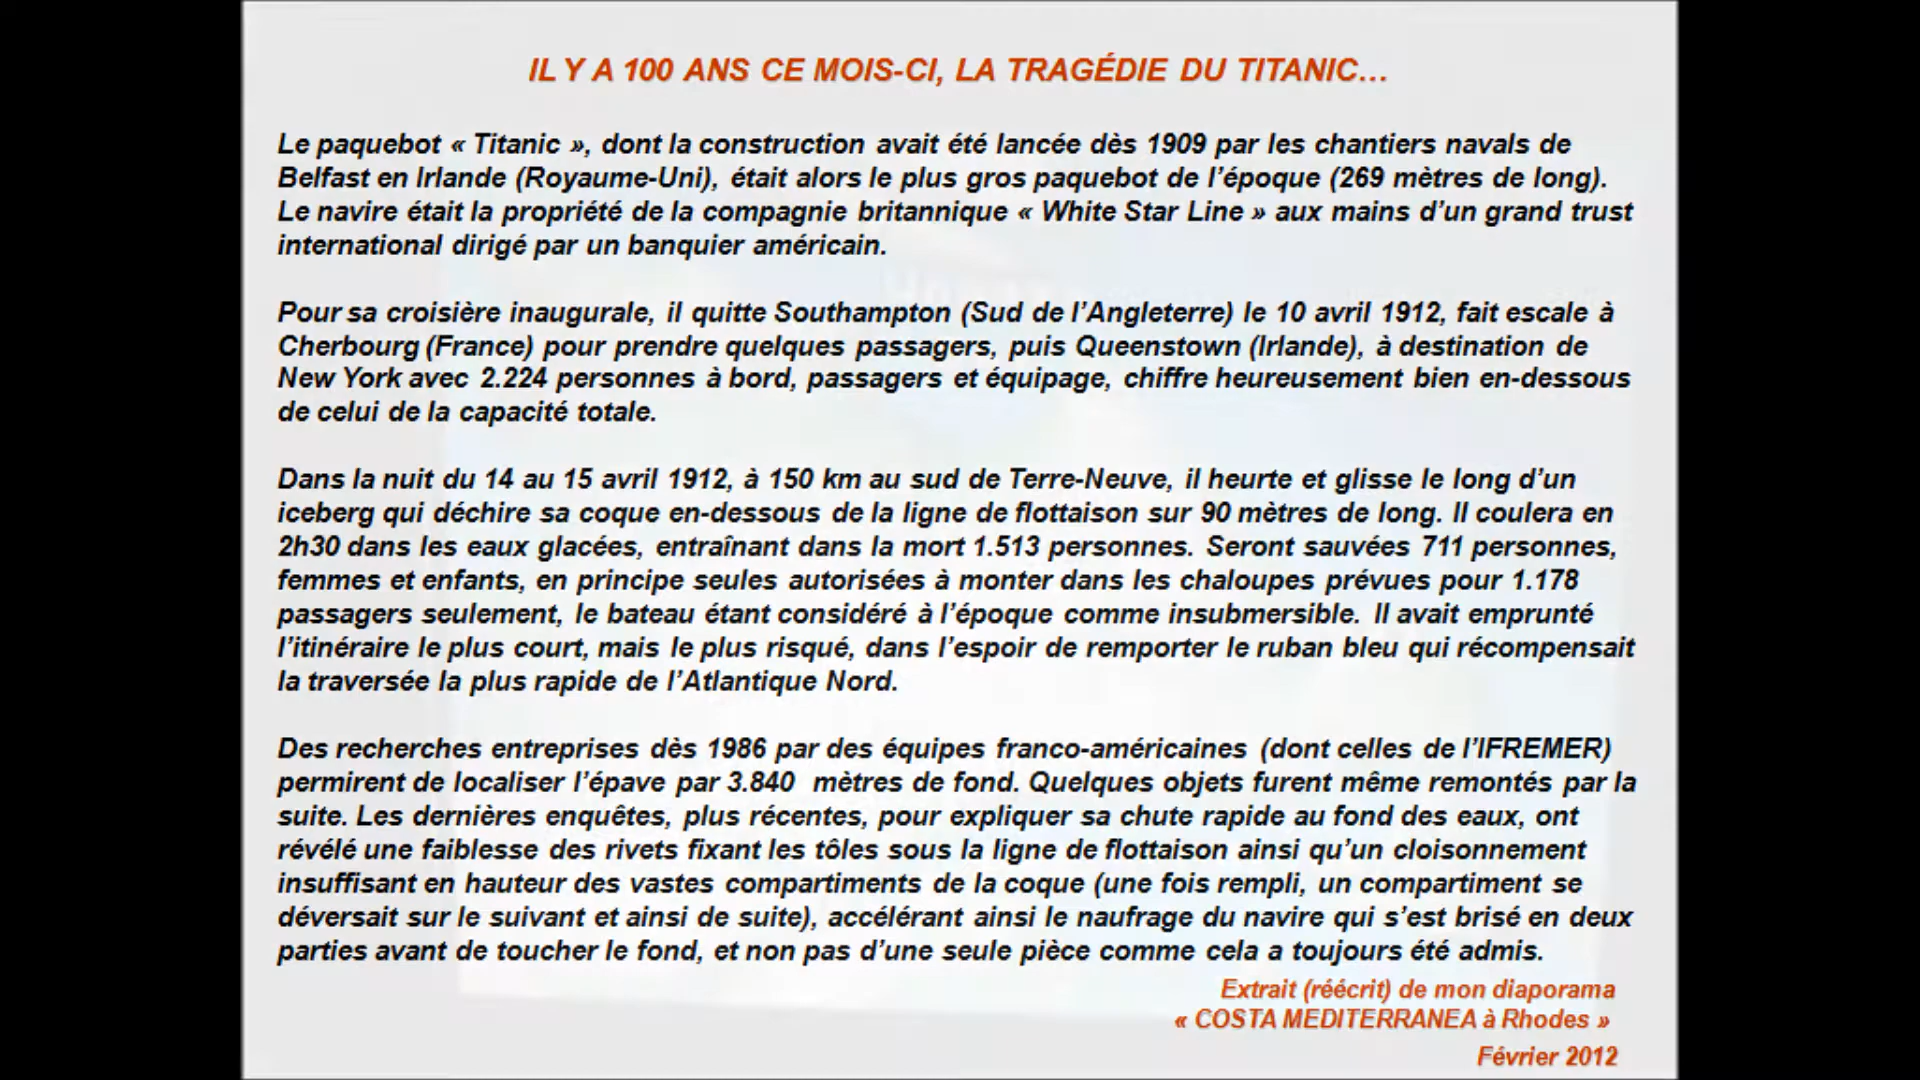 IL Y A 100 ANS CE MOIS-CI, LA TRAGÉDIE DU TITANIC…
Le paquebot « Titanic », dont la construction avait été lancée dès 1909 par les chantiers navals de
Belfast en Irlande (Royaume-Uni), était alors le plus gros paquebot de l’époque (269 mètres de long).
Le navire était la propriété de la compagnie britannique « White Star Line » aux mains d’un grand trust
international dirigé par un banquier américain.
Pour sa croisière inaugurale, il quitte Southampton (Sud de l’Angleterre) le 10 avril 1912, fait escale à
Cherbourg (France) pour prendre quelques passagers, puis Queenstown (Irlande), à destination de
New York avec 2.224 personnes à bord, passagers et équipage, chiffre heureusement bien en-dessous
de celui de la capacité totale.
Dans la nuit du 14 au 15 avril 1912, à 150 km au sud de Terre-Neuve, il heurte et glisse le long d’un
iceberg qui déchire sa coque en-dessous de la ligne de flottaison sur 90 mètres de long. Il coulera en
2h30 dans les eaux glacées, entraînant dans la mort 1.513 personnes. Seront sauvées 711 personnes,
femmes et enfants, en principe seules autorisées à monter dans les chaloupes prévues pour 1.178
passagers seulement, le bateau étant considéré à l’époque comme insubmersible. Il avait emprunté
l’itinéraire le plus court, mais le plus risqué, dans l’espoir de remporter le ruban bleu qui récompensait
la traversée la plus rapide de l’Atlantique Nord.
Des recherches entreprises dès 1986 par des équipes franco-américaines (dont celles de l’IFREMER)
permirent de localiser l’épave par 3.840 mètres de fond. Quelques objets furent même remontés par la
suite. Les dernières enquêtes, plus récentes, pour expliquer sa chute rapide au fond des eaux, ont
révélé une faiblesse des rivets fixant les tôles sous la ligne de flottaison ainsi qu’un cloisonnement
insuffisant en hauteur des vastes compartiments de la coque (une fois rempli, un compartiment se
déversait sur le suivant et ainsi de suite), accélérant ainsi le naufrage du navire qui s’est brisé en deux
parties avant de toucher le fond, et non pas d’une seule pièce comme cela a toujours été admis.
Extrait (réécrit) de mon diaporama
« COSTA MEDITERRANEA à Rhodes »
Février 2012